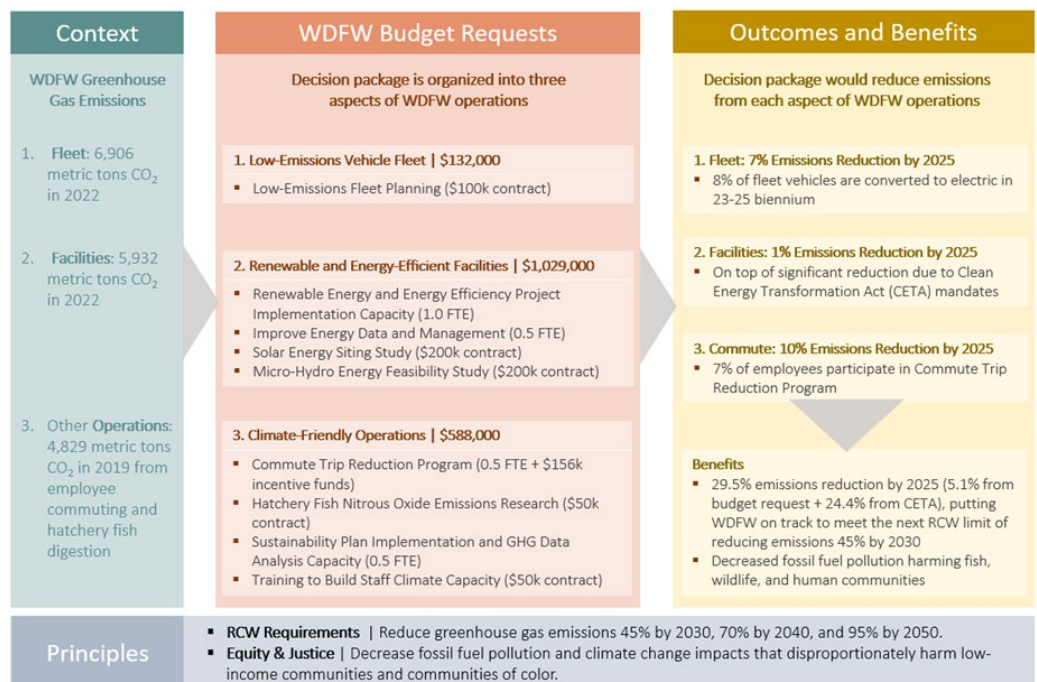 Context
WDFW Greenhouse
Gas Emissions
1. Fleet: 6,906
metric tons CO₂
in 2022
2. Facilities: 5,932
metric tons CO₂
in 2022
3. Other Operations:
4,829 metric tons
CO₂ in 2019 from
employee
commuting and
hatchery fish
digestion
WDFW Budget Requests
Decision package is organized into three
aspects of WDFW operations
1. Low-Emissions Vehicle Fleet | $132,000
▪ Low-Emissions Fleet Planning ($100k contract)
2. Renewable and Energy-Efficient Facilities | $1,029,000
▪ Renewable Energy and Energy Efficiency Project
Implementation Capacity (1.0 FTE)
▪ Improve Energy Data and Management (0.5 FTE)
▪ Solar Energy Siting Study ($200k contract)
▪ Micro-Hydro Energy Feasibility Study ($200k contract)
3. Climate-Friendly Operations | $588,000
▪ Commute Trip Reduction Program (0.5 FTE + $156k
incentive funds)
▪ Hatchery Fish Nitrous Oxide Emissions Research ($50k
contract)
▪ Sustainability Plan Implementation and GHG Data
Analysis Capacity (0.5 FTE)
▪ Training to Build Staff Climate Capacity ($50k contract)
Outcomes and Benefits
Decision package would reduce emissions
from each aspect of WDFW operations
1. Fleet: 7% Emissions Reduction by 2025
▪ 8% of fleet vehicles are converted to electric in
23-25 biennium
2. Facilities: 1% Emissions Reduction by 2025
▪ On top of significant reduction due to Clean
Energy Transformation Act (CETA) mandates
3. Commute: 10% Emissions Reduction by 2025
▪ 7% of employees participate in Commute Trip
Reduction Program
Benefits
▪ 29.5% emissions reduction by 2025 (5.1% from
budget request + 24.4% from CETA), putting
WDFW on track to meet the next RCW limit of
reducing emissions 45% by 2030
▪ Decreased fossil fuel pollution harming fish,
wildlife, and human communities
Principles
▪ RCW Requirements | Reduce greenhouse gas emissions 45% by 2030, 70% by 2040, and 95% by 2050.
▪ Equity & Justice | Decrease fossil fuel pollution and climate change impacts that disproportionately harm low-
income communities and communities of color.